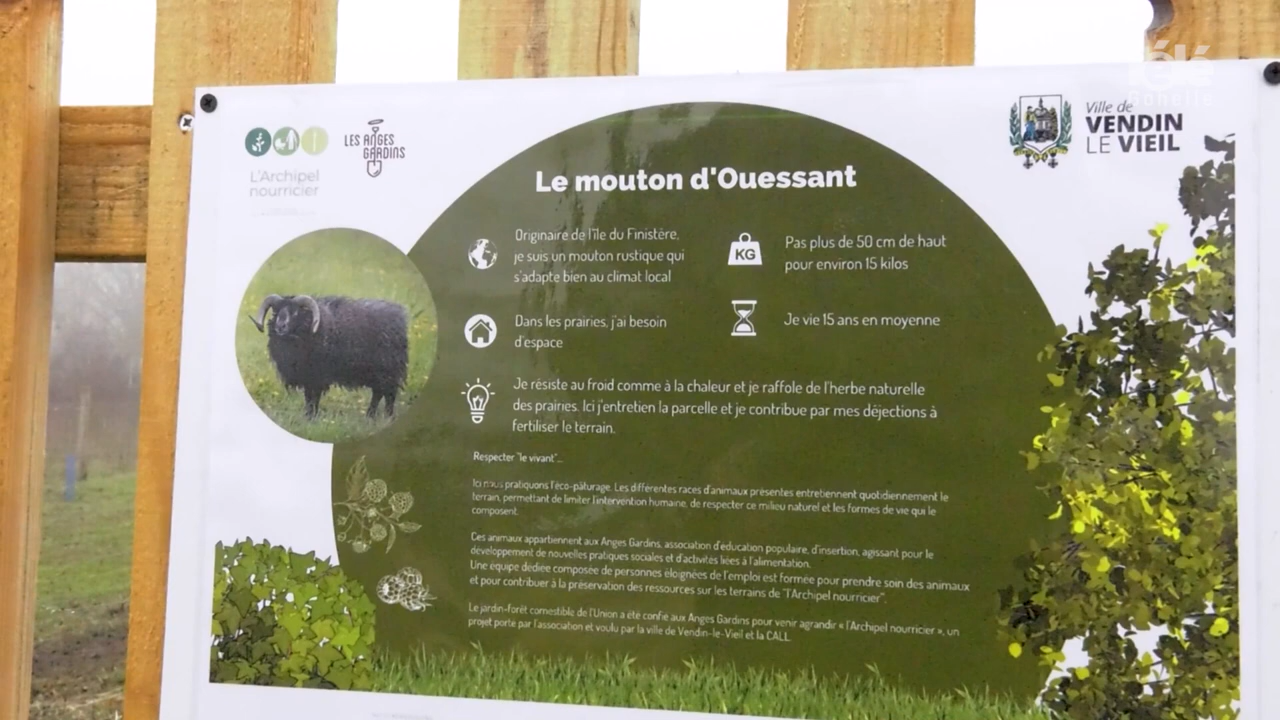 télé
Gohelle
L'Archipel
nourricier
LES ANGES
GARDINS
Ville de
VENDIN
LE VIEIL
Le mouton d'Ouessant
Originaire de l'île du Finistère,
je suis un mouton rustique qui
s'adapte bien au climat local
KG
Pas plus de 50 cm de haut
pour environ 15 kilos
Dans les prairies, j'ai besoin
d'espace
Je vie 15 ans en moyenne
Je résiste au froid comme à la chaleur et je raffole de l'herbe naturelle
des prairies. Ici j'entretien la parcelle et je contribue par mes déjections à
fertiliser le terrain.
Respecter "le vivant"...
Ici nous pratiquons l'éco-pâturage. Les différentes races d'animaux présentes entretiennent quotidiennement le
terrain, permettant de limiter l'intervention humaine, de respecter ce milieu naturel et les formes de vie qui le
composent.
Ces animaux appartiennent aux Anges Gardins, association d'éducation populaire, d'insertion, agissant pour le
développement de nouvelles pratiques sociales et d'activités liées à l'alimentation.
Une équipe dédiée composée de personnes éloignées de l'emploi est formée pour prendre soin des animaux
et pour contribuer à la préservation des ressources sur les terrains de "l'Archipel nourricier".
Le jardin-forêt comestible de l'Union a été confié aux Anges Gardins pour venir agrandir « l'Archipel nourricier », un
projet porté par l'association et voulu par la ville de Vendin-le-Vieil et la CALL.